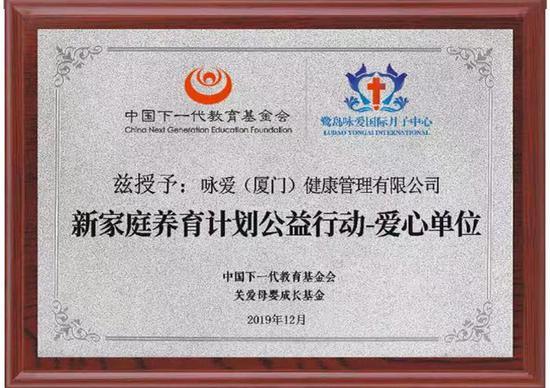 中国下一代教育基金会
China Next Generation Education Foundation
鹭岛咏爱国际月子中心
LUDAO YONGAI INTERNATIONAL
兹授予：咏爱（厦门）健康管理有限公司
新家庭养育计划公益行动-爱心单位
中国下一代教育基金会
关爱母婴成长基金
2019年12月